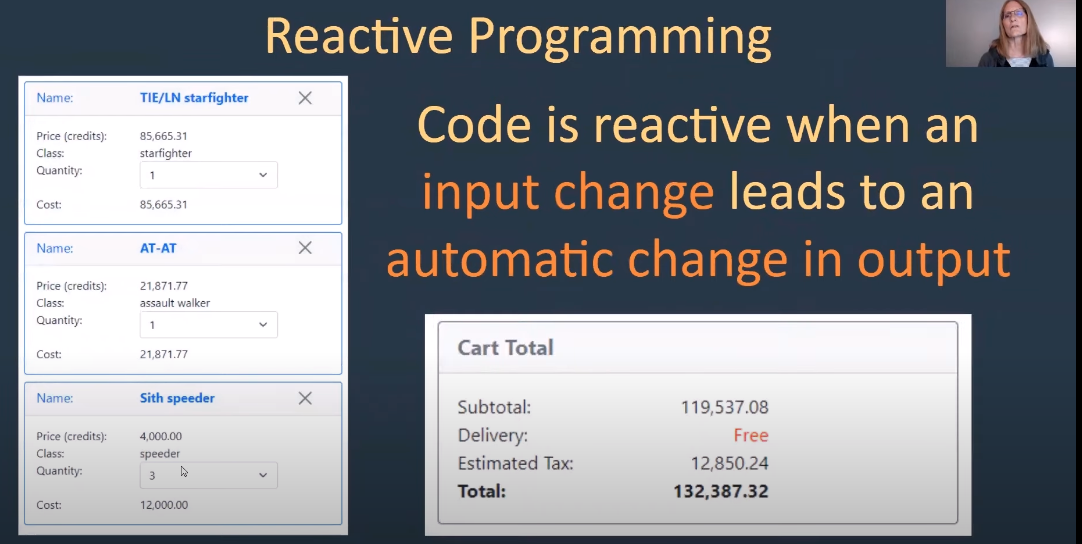 Reactive Programming
Name: TIE/LN starfighter
Price (credits): 85,665.31
Class: starfighter
Quantity: 1
Cost: 85,665.31
Name: AT-AT
Price (credits): 21,871.77
Class: assault walker
Quantity: 1
Cost: 21,871.77
Name: Sith speeder
Price (credits): 4,000.00
Class: speeder
Quantity: 3
Cost: 12,000.00
Code is reactive when an
input change leads to an
automatic change in output
Cart Total
Subtotal: 119,537.08
Delivery: Free
Estimated Tax: 12,850.24
Total: 132,387.32